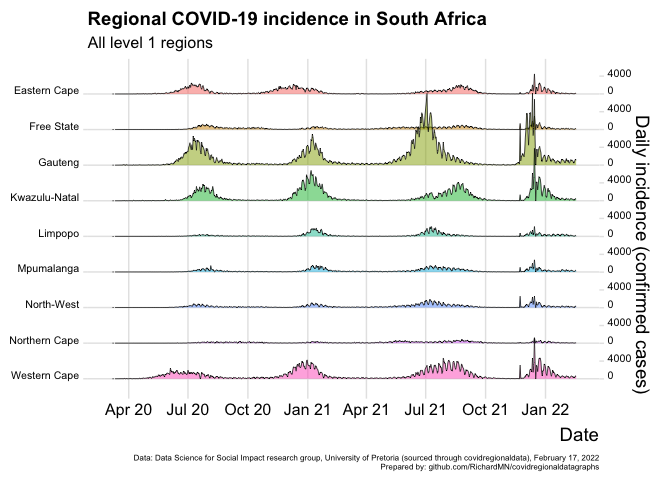 Regional COVID-19 incidence in South Africa
All level 1 regions
Eastern Cape
Free State
Gauteng
Kwazulu-Natal
Limpopo
Mpumalanga
North-West
Northern Cape
Western Cape
4000
0
4000
0
4000
0
4000
0
4000
0
4000
0
4000
0
4000
0
4000
0
Daily incidence (confirmed cases)
Apr 20 Jul 20 Oct 20 Jan 21 Apr 21 Jul 21 Oct 21 Jan 22
Date
Data: Data Science for Social Impact research group, University of Pretoria (sourced through covidregionaldata), February 17, 2022
Prepared by: github.com/RichardMN/covidregionaldatagraphs